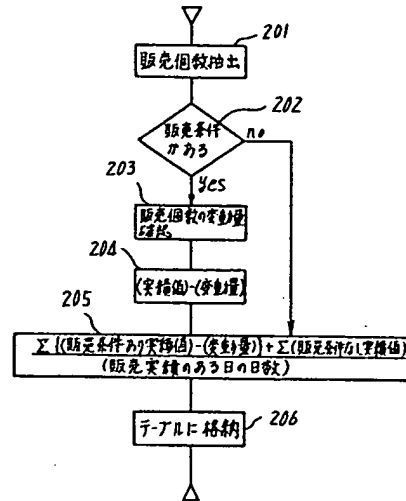 201
販売個数抽出
202
販売条件
がある
no
203
yes
販売個数の変動量
確認
204
(実績値)-(変動量)
205
Σ{(販売条件あり実績値)-(変動量)}+Σ(販売条件なし実績値)
(販売実績のある日の日数)
テーブルに格納
206